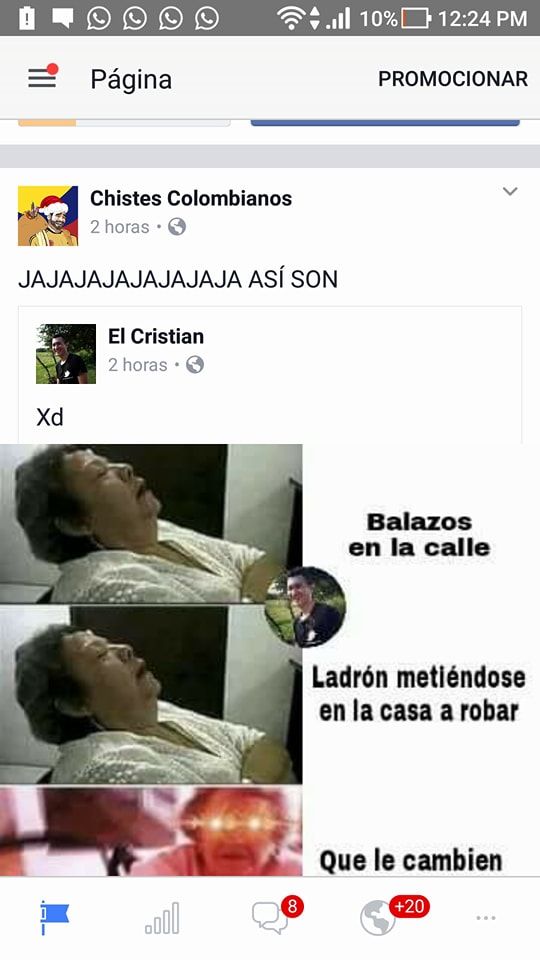 10% 12:24 PM
Página
PROMOCIONAR
Chistes Colombianos
2 horas
JAJAJAJAJAJAJAJA ASÍ SON
El Cristian
2 horas
Xd
Balazos
en la calle
Ladrón metiéndose
en la casa a robar
Que le cambien
8
+20